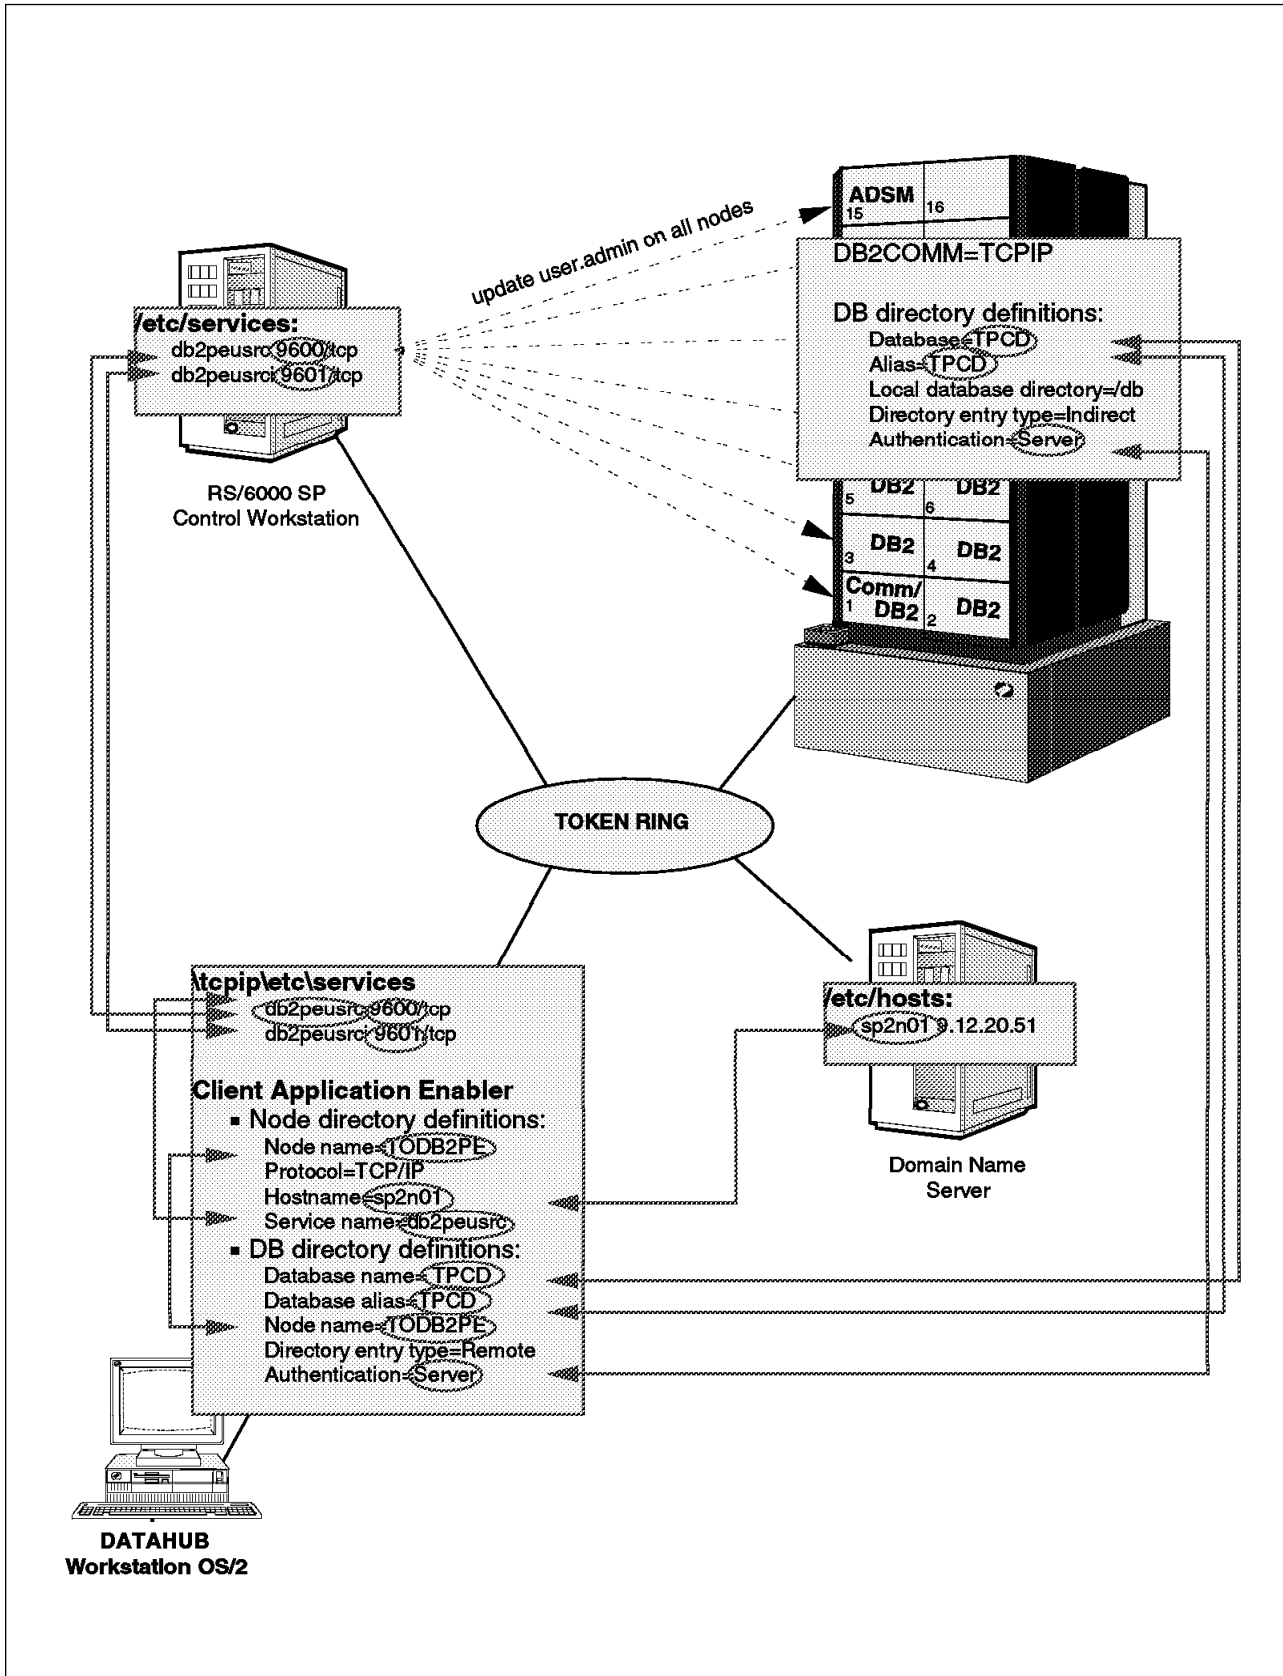 update user.admin on all nodes
ADSM
15
16
DB2COMM=TCPIP
DB directory definitions:
Database=TPCD
Alias=TPCD
Local database directory=/db
Directory entry type=Indirect
Authentication=Server
5
DB2
6
DB2
3
DB2
4
DB2
Comm/
1
DB2
2
DB2
/etc/services:
db2peusrc 9600/tcp
db2peusrci 9601/tcp
RS/6000 SP
Control Workstation
TOKEN RING
/etc/hosts:
sp2n01 9.12.20.51
Domain Name
Server
\tcpip\etc\services
db2peusrc 9600/tcp
db2peusrci 9601/tcp
Client Application Enabler
▪ Node directory definitions:
Node name=TODB2PE
Protocol=TCP/IP
Hostname=sp2n01
Service name=db2peusrc
▪ DB directory definitions:
Database name=TPCD
Database alias=TPCD
Node name=TODB2PE
Directory entry type=Remote
Authentication=Server
DATAHUB
Workstation OS/2